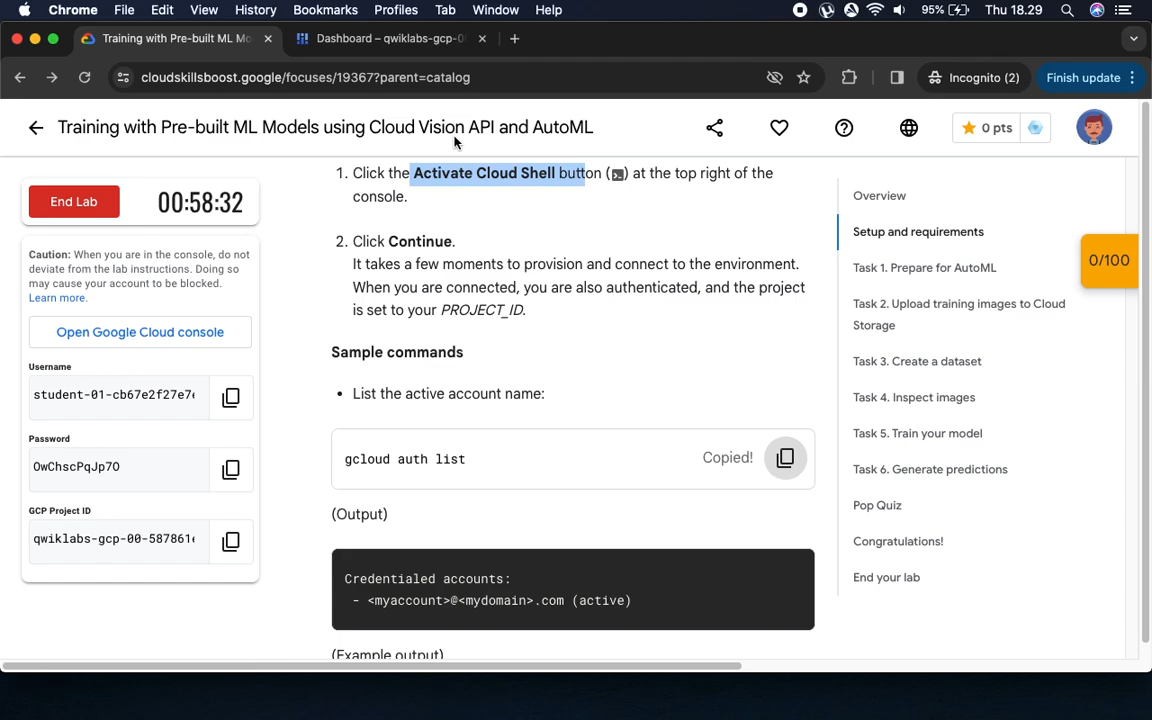 Chrome File Edit View History Bookmarks Profiles Tab Window Help 95% Thu 18.29
Training with Pre-built ML Mo Dashboard – qwiklabs-gcp-0
cloudskillsboost.google/focuses/19367?parent=catalog Incognito (2) Finish update
Training with Pre-built ML Models using Cloud Vision API and AutoML 0 pts
End Lab 00:58:32
Caution: When you are in the console, do not
deviate from the lab instructions. Doing so
may cause your account to be blocked.
Learn more.
Open Google Cloud console
Username
student-01-cb67e2f27e7
Password
OwChscPqJp7O
GCP Project ID
qwiklabs-gcp-00-587861
1. Click the Activate Cloud Shell button ( ) at the top right of the
console.
2. Click Continue.
It takes a few moments to provision and connect to the environment.
When you are connected, you are also authenticated, and the project
is set to your PROJECT_ID.
Sample commands
• List the active account name:
gcloud auth list Copied!
(Output)
Credentialed accounts:
- <myaccount>@<mydomain>.com (active)
(Example output)
Overview
Setup and requirements
Task 1. Prepare for AutoML
Task 2. Upload training images to Cloud
Storage
Task 3. Create a dataset
Task 4. Inspect images
Task 5. Train your model
Task 6. Generate predictions
Pop Quiz
Congratulations!
End your lab
0/100